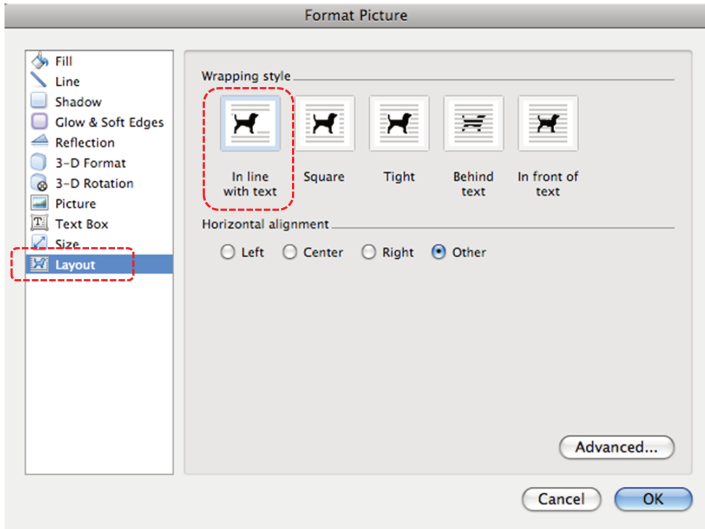 Format Picture
Fill
Line
Shadow
Glow & Soft Edges
Reflection
3-D Format
3-D Rotation
Picture
Text Box
Size
Layout
Wrapping style
In line with text
Square
Tight
Behind text
In front of text
Horizontal alignment
Left
Center
Right
Other
Advanced...
Cancel
OK